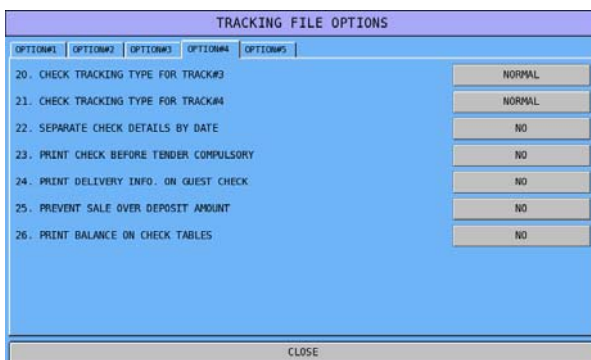 TRACKING FILE OPTIONS
OPTION#1 OPTION#2 OPTION#3 OPTION#4 OPTION#5
20. CHECK TRACKING TYPE FOR TRACK#3 NORMAL
21. CHECK TRACKING TYPE FOR TRACK#4 NORMAL
22. SEPARATE CHECK DETAILS BY DATE NO
23. PRINT CHECK BEFORE TENDER COMPULSORY NO
24. PRINT DELIVERY INFO. ON GUEST CHECK NO
25. PREVENT SALE OVER DEPOSIT AMOUNT NO
26. PRINT BALANCE ON CHECK TABLES NO
CLOSE